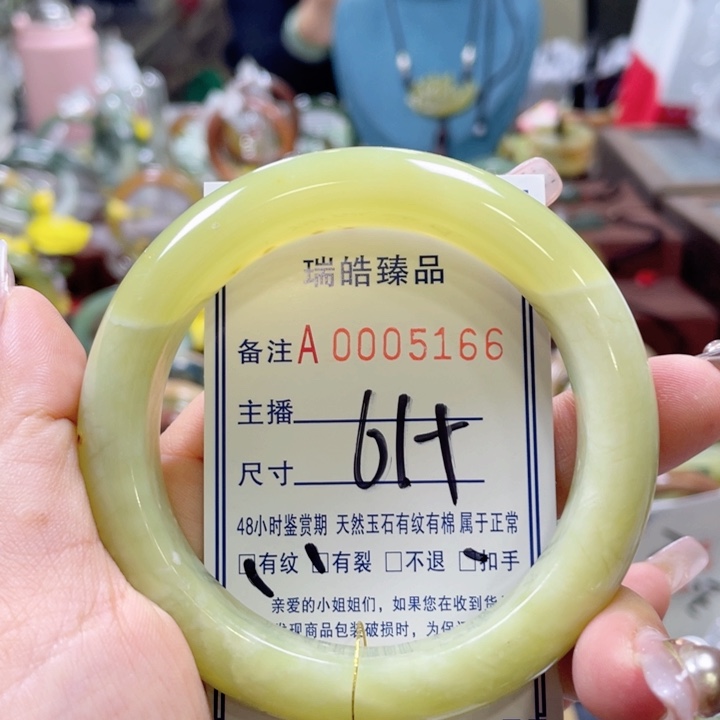 瑞皓臻品
备注A 0005166
主播
尺寸 61+
48小时鉴赏期 天然玉石有纹有棉属于正常
□有纹 □有裂 □不退 □扣手
亲爱的小姐姐们，如果您在收到货
发现商品包装破损时，为保